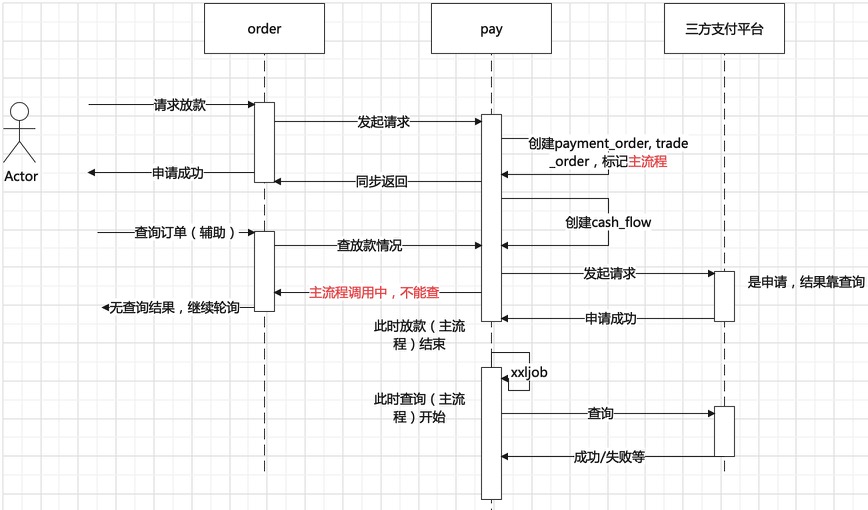 order
pay
三方支付平台
请求放款
发起请求
创建payment_order, trade
_order，标记主流程
Actor
申请成功
同步返回
创建cash_flow
查询订单（辅助）
查放款情况
发起请求
是申请，结果靠查询
主流程调用中，不能查
无查询结果，继续轮询
申请成功
此时放款（主流
程）结束
xxljob
此时查询（主流
程）开始
查询
成功/失败等